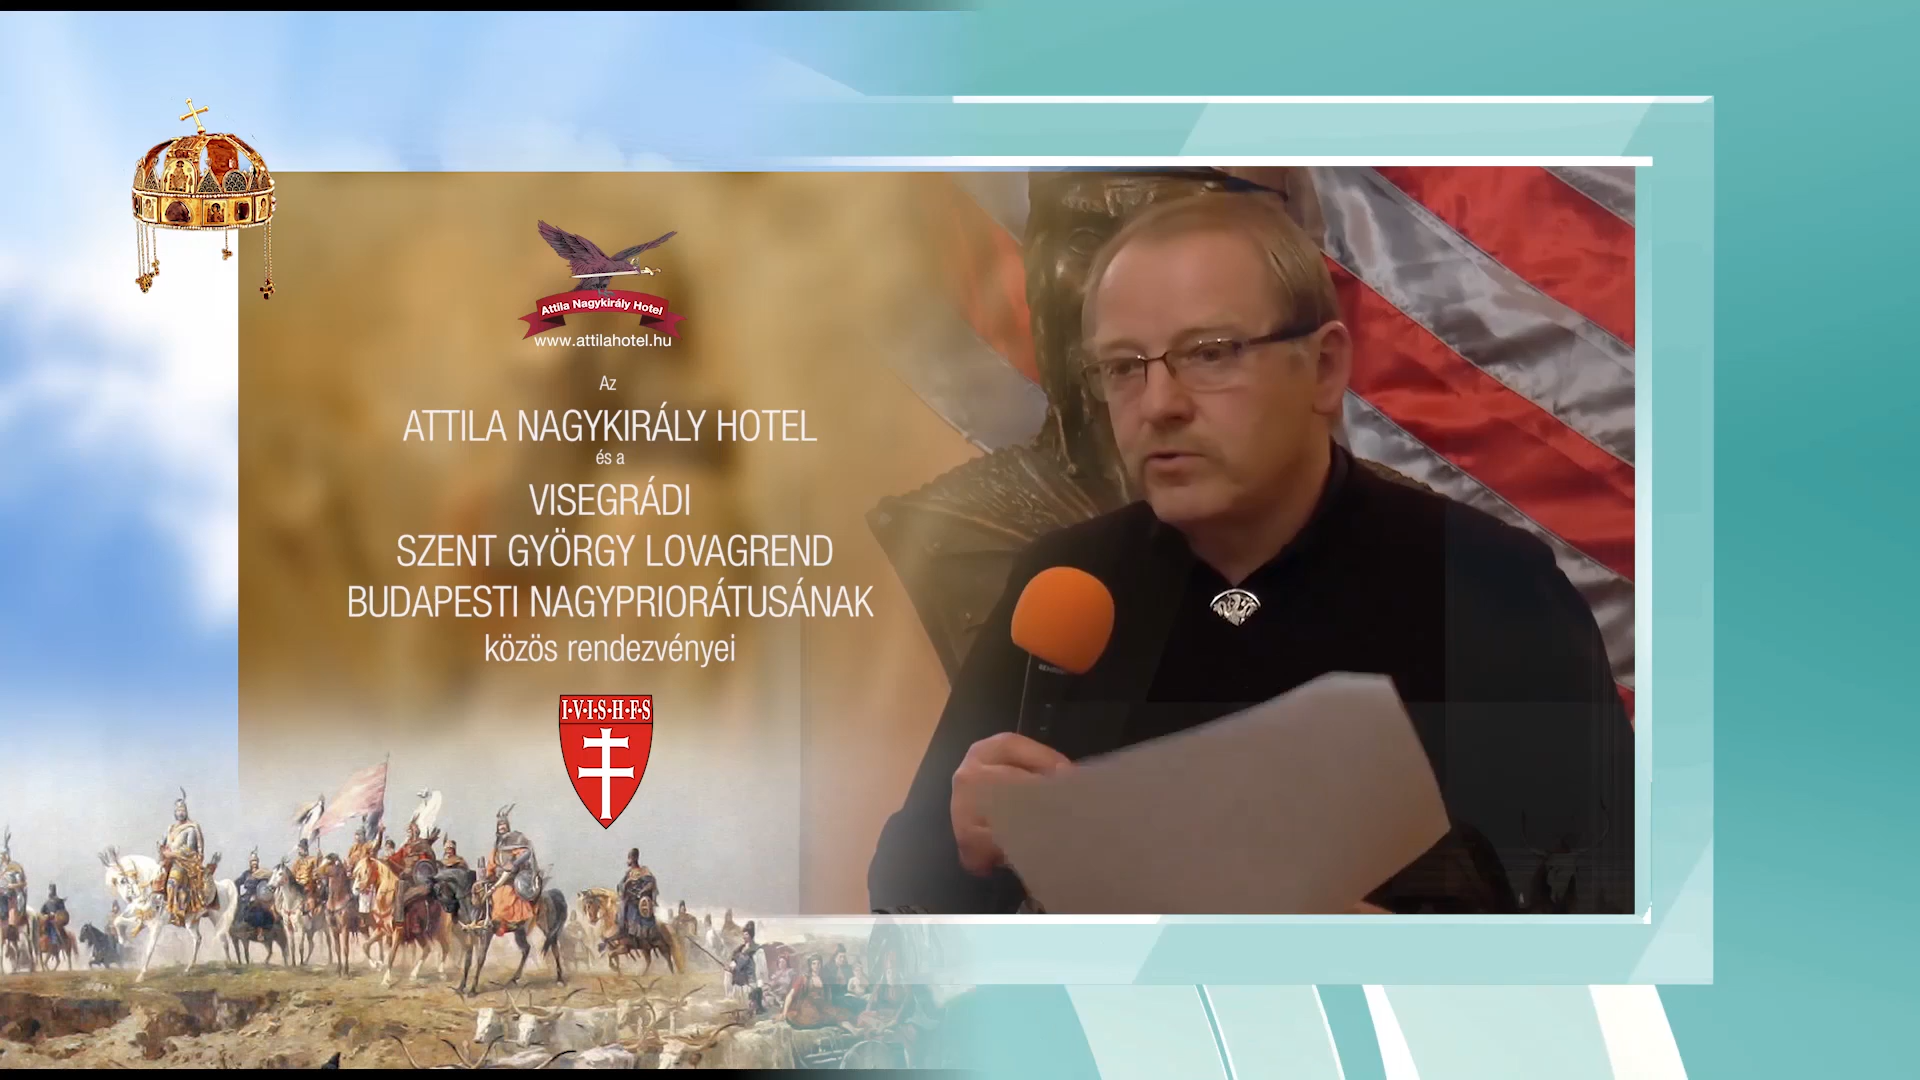 Attila Nagykirály Hotel
www.attilahotel.hu
Az
ATTILA NAGYKIRÁLY HOTEL
és a
VISEGRÁDI
SZENT GYÖRGY LOVAGREND
BUDAPESTI NAGYPRIORÁTUSÁNAK
közös rendezvényei
I·V·I·S·H·F·S